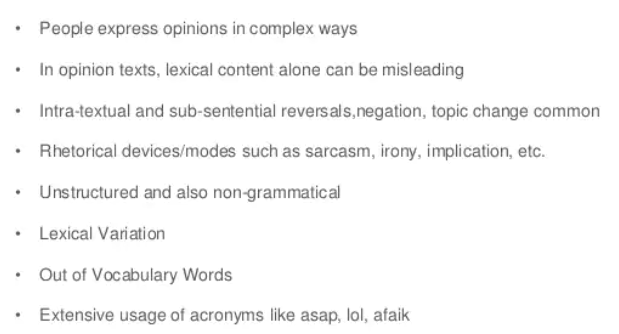 • People express opinions in complex ways
• In opinion texts, lexical content alone can be misleading
• Intra-textual and sub-sentential reversals,negation, topic change common
• Rhetorical devices/modes such as sarcasm, irony, implication, etc.
• Unstructured and also non-grammatical
• Lexical Variation
• Out of Vocabulary Words
• Extensive usage of acronyms like asap, lol, afaik